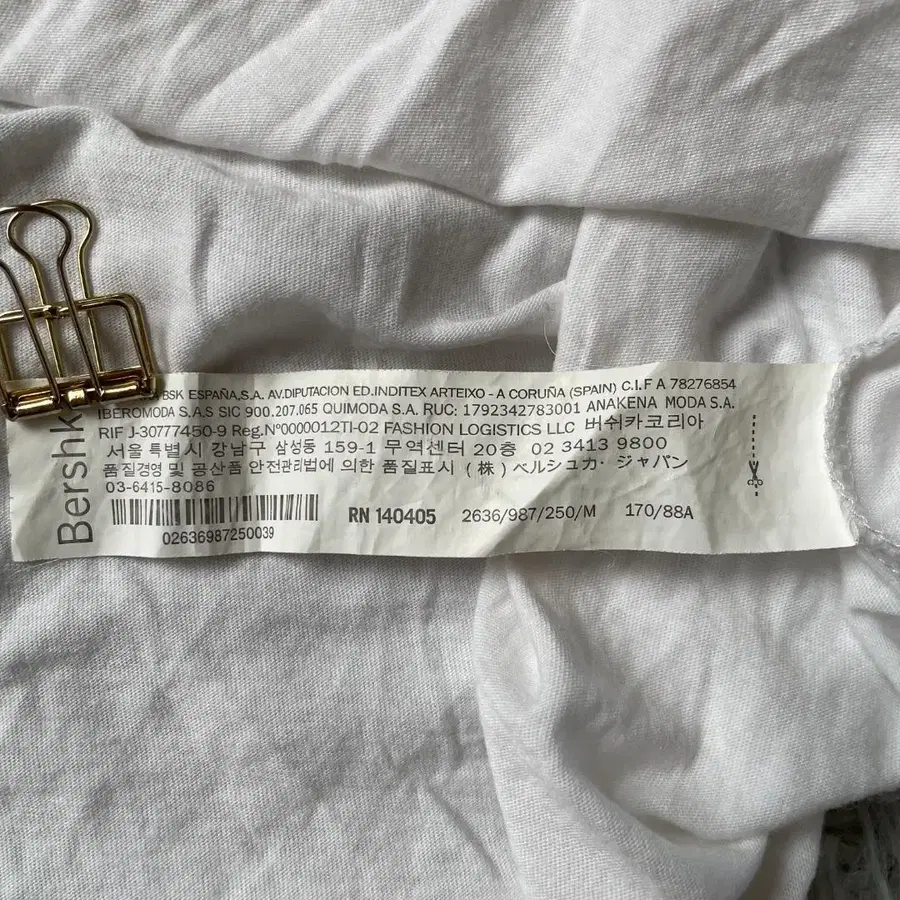 Bershk
BSK ESPAÑA,S.A. AV.DIPUTACION ED.INDITEX ARTEIXO - A CORUÑA (SPAIN) C.I.F A 78276854
IBEROMODA S.A.S SIC 900.207.065 QUIMODA S.A. RUC: 1792342783001 ANAKENA MODA S.A.
RIF J-30777450-9 Reg.N°0000012TI-02 FASHION LOGISTICS LLC 버쉬카코리아
서울 특별시 강남구 삼성동 159-1 무역센터 20층 02 3413 9800
품질경영 및 공산품 안전관리법에 의한 품질표시 (株) ベルシュカ・ジャパン
03-6415-8086
02636987250039
RN 140405 2636/987/250/M 170/88A